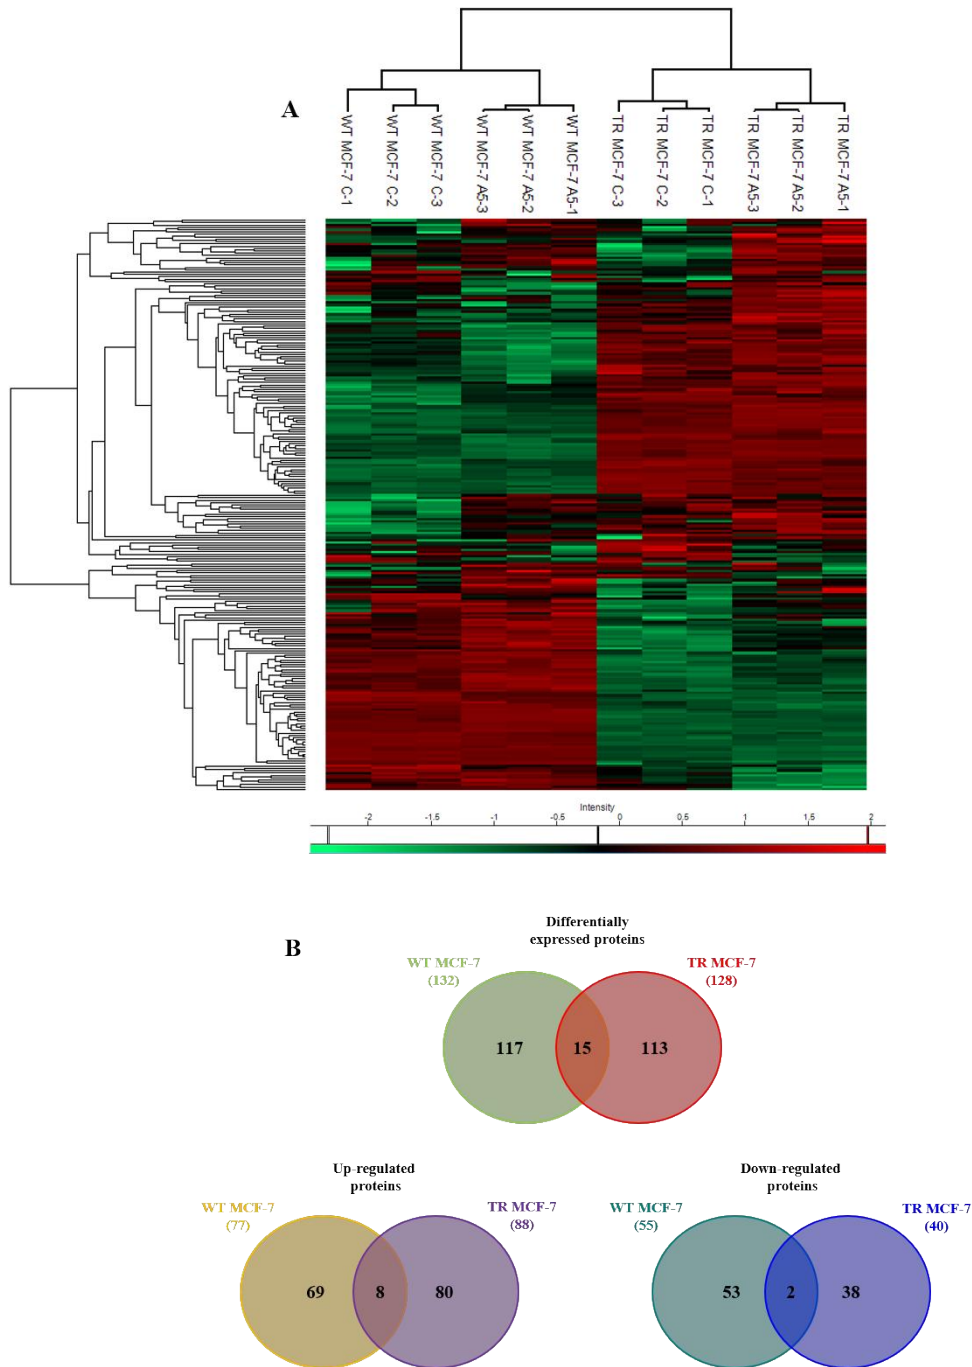 A
WT MCF-7 C-1
WT MCF-7 C-2
WT MCF-7 C-3
WT MCF-7 A5-3
WT MCF-7 A5-2
WT MCF-7 A5-1
TR MCF-7 C-3
TR MCF-7 C-2
TR MCF-7 C-1
TR MCF-7 A5-3
TR MCF-7 A5-2
TR MCF-7 A5-1
Intensity
-2 -1.5 -1 -0.5 0 0.5 1 1.5 2
B
Differentially
expressed proteins
WT MCF-7
(132)
TR MCF-7
(128)
117 15 113
Up-regulated
proteins
WT MCF-7
(77)
TR MCF-7
(88)
69 8 80
Down-regulated
proteins
WT MCF-7
(55)
TR MCF-7
(40)
53 2 38